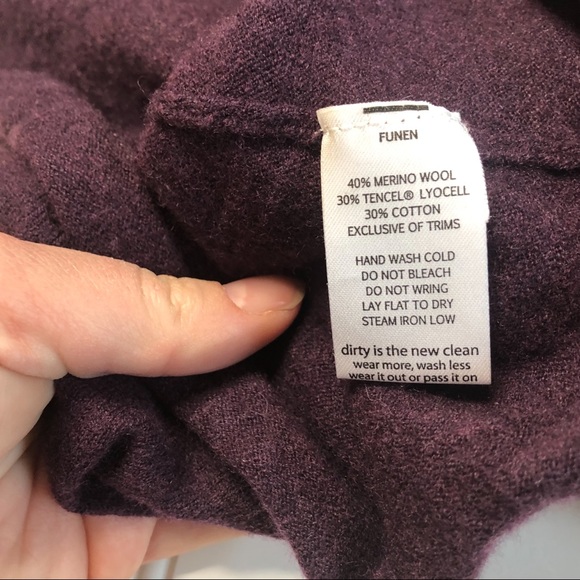 FUNEN
40% MERINO WOOL
30% TENCEL® LYOCELL
30% COTTON
EXCLUSIVE OF TRIMS
HAND WASH COLD
DO NOT BLEACH
DO NOT WRING
LAY FLAT TO DRY
STEAM IRON LOW
dirty is the new clean
wear more, wash less
wear it out or pass it on